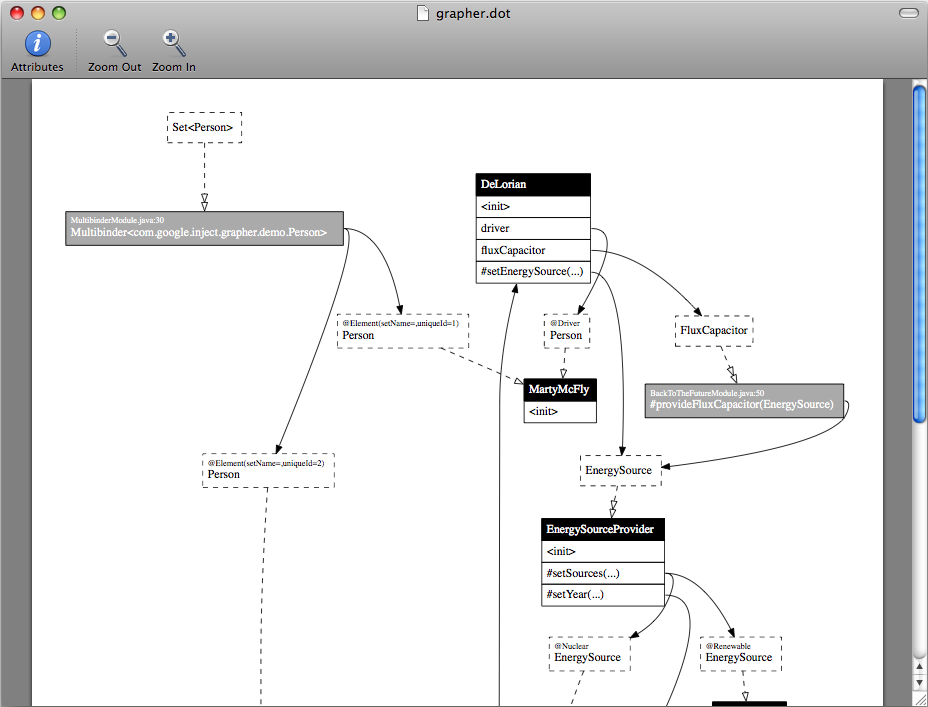 grapher.dot
Attributes
Zoom Out
Zoom In
Set<Person>
MultibinderModule.java:30
Multibinder<com.google.inject.grapher.demo.Person>
DeLorian
<init>
driver
fluxCapacitor
#setEnergySource(...)
@Element(setName=,uniqueId=1)
Person
@Driver
Person
FluxCapacitor
MartyMcFly
<init>
BackToTheFutureModule.java:50
#provideFluxCapacitor(EnergySource)
@Element(setName=,uniqueId=2)
Person
EnergySource
EnergySourceProvider
<init>
#setSources(...)
#setYear(...)
@Nuclear
EnergySource
@Renewable
EnergySource